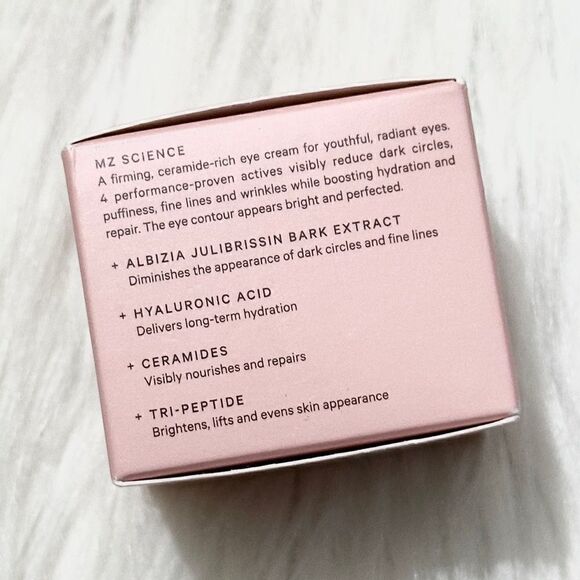 MZ SCIENCE
A firming, ceramide-rich eye cream for youthful, radiant eyes.
4 performance-proven actives visibly reduce dark circles,
puffiness, fine lines and wrinkles while boosting hydration and
repair. The eye contour appears bright and perfected.
+ ALBIZIA JULIBRISSIN BARK EXTRACT
Diminishes the appearance of dark circles and fine lines
+ HYALURONIC ACID
Delivers long-term hydration
+ CERAMIDES
Visibly nourishes and repairs
+ TRI-PEPTIDE
Brightens, lifts and evens skin appearance